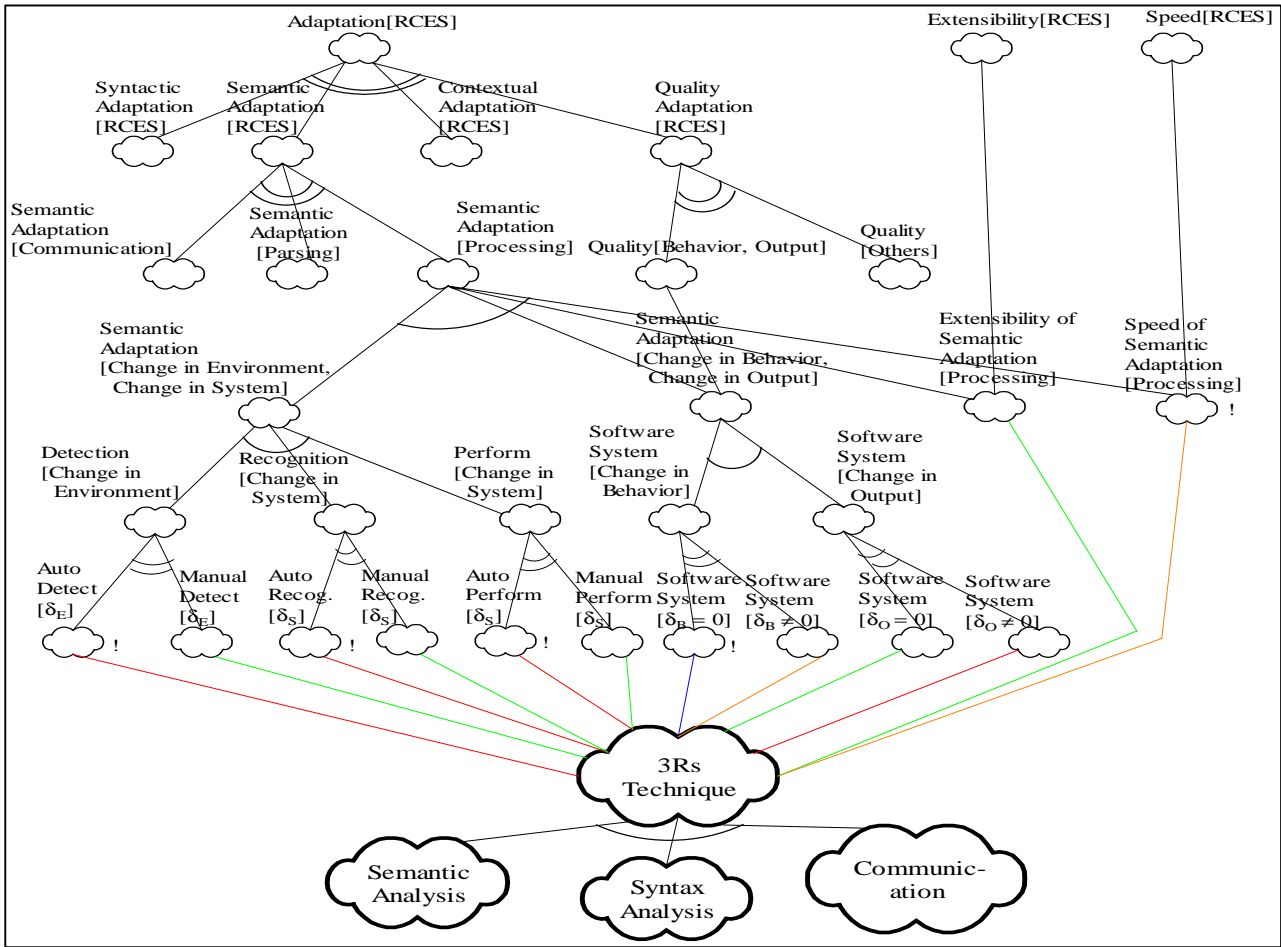 Adaptation[RCES]
Extensibility[RCES]
Speed[RCES]
Syntactic
Adaptation
[RCES]
Semantic
Adaptation
[RCES]
Contextual
Adaptation
[RCES]
Quality
Adaptation
[RCES]
Semantic
Adaptation
[Communication]
Semantic
Adaptation
[Parsing]
Semantic
Adaptation
[Processing]
Quality[Behavior, Output]
Quality
[Others]
Semantic
Adaptation
[Change in Environment,
Change in System]
Semantic
Adaptation
[Change in Behavior,
Change in Output]
Extensibility of
Semantic
Adaptation
[Processing]
Speed of
Semantic
Adaptation
[Processing]
!
Detection
[Change in
Environment]
Recognition
[Change in
System]
Perform
[Change in
System]
Software
System
[Change in
Behavior]
Software
System
[Change in
Output]
Auto
Detect
[δE]
!
Manual
Detect
[δE]
Auto
Recog.
[δS]
!
Manual
Recog.
[δS]
Auto
Perform
[δS]
!
Manual
Perform
[δS]
Software
System
[δB = 0]
!
Software
System
[δB ≠ 0]
Software
System
[δO = 0]
Software
System
[δO ≠ 0]
3Rs
Technique
Semantic
Analysis
Syntax
Analysis
Communic-
ation